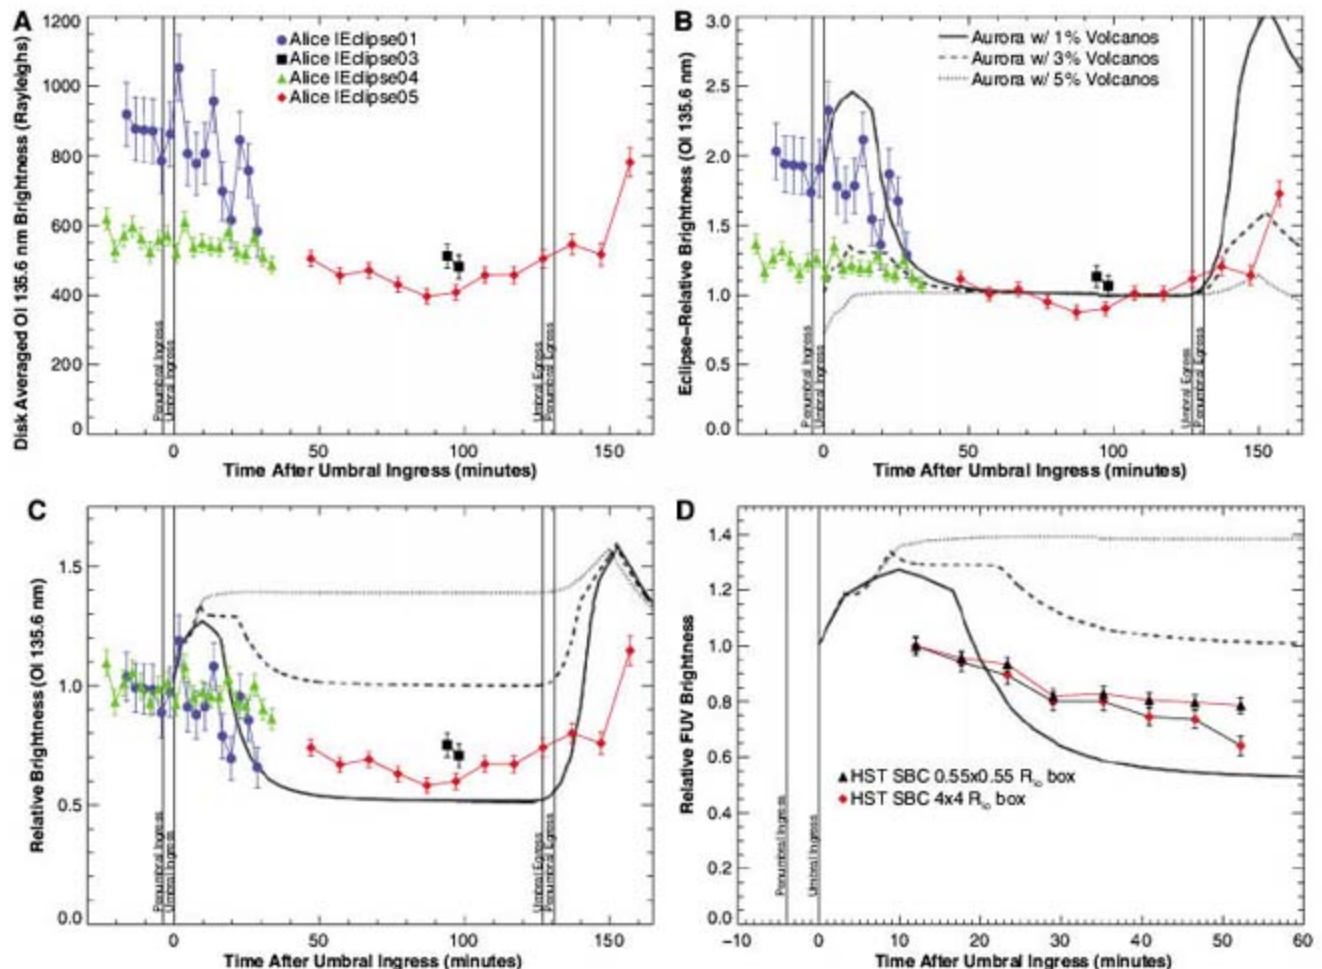 A
1200
1000
800
600
400
200
0
Disk Averaged OI 135.6 nm Brightness (Rayleighs)
Alice IEclipse01
Alice IEclipse03
Alice IEclipse04
Alice IEclipse05
Penumbral Ingress
Umbral Ingress
Umbral Egress
Penumbral Egress
0 50 100 150
Time After Umbral Ingress (minutes)
B
3.0
2.5
2.0
1.5
1.0
0.5
0.0
Eclipse-Relative Brightness (OI 135.6 nm)
Aurora w/ 1% Volcanos
Aurora w/ 3% Volcanos
Aurora w/ 5% Volcanos
Penumbral Ingress
Umbral Ingress
Umbral Egress
Penumbral Egress
0 50 100 150
Time After Umbral Ingress (minutes)
C
1.5
1.0
0.5
0.0
Relative Brightness (OI 135.6 nm)
Penumbral Ingress
Umbral Ingress
Umbral Egress
Penumbral Egress
0 50 100 150
Time After Umbral Ingress (minutes)
D
1.4
1.2
1.0
0.8
0.6
0.4
0.2
0.0
Relative FUV Brightness
HST SBC 0.55x0.55 R io box
HST SBC 4x4 R io box
Penumbral Ingress
Umbral Ingress
-10 0 10 20 30 40 50 60
Time After Umbral Ingress (minutes)